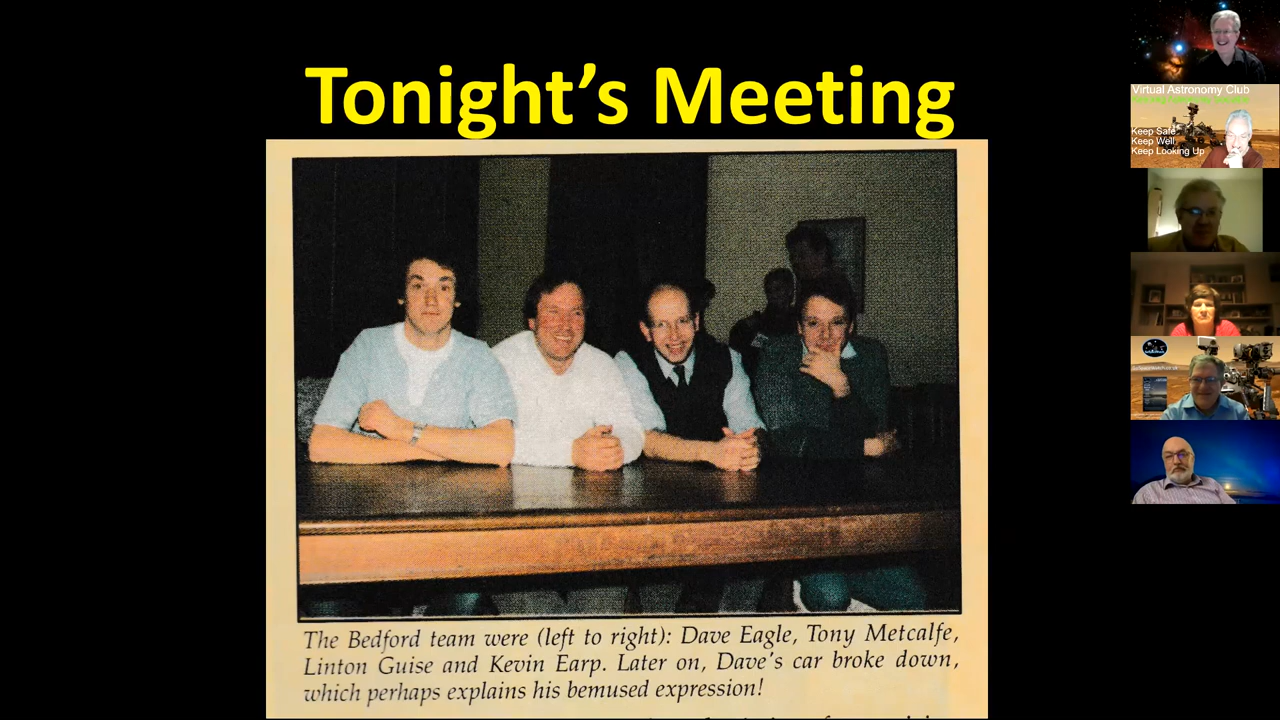 Tonight's Meeting
The Bedford team were (left to right): Dave Eagle, Tony Metcalfe,
Linton Guise and Kevin Earp. Later on, Dave's car broke down,
which perhaps explains his bemused expression!
Virtual Astronomy Club
Keep Safe
Keep Well
Keep Looking Up